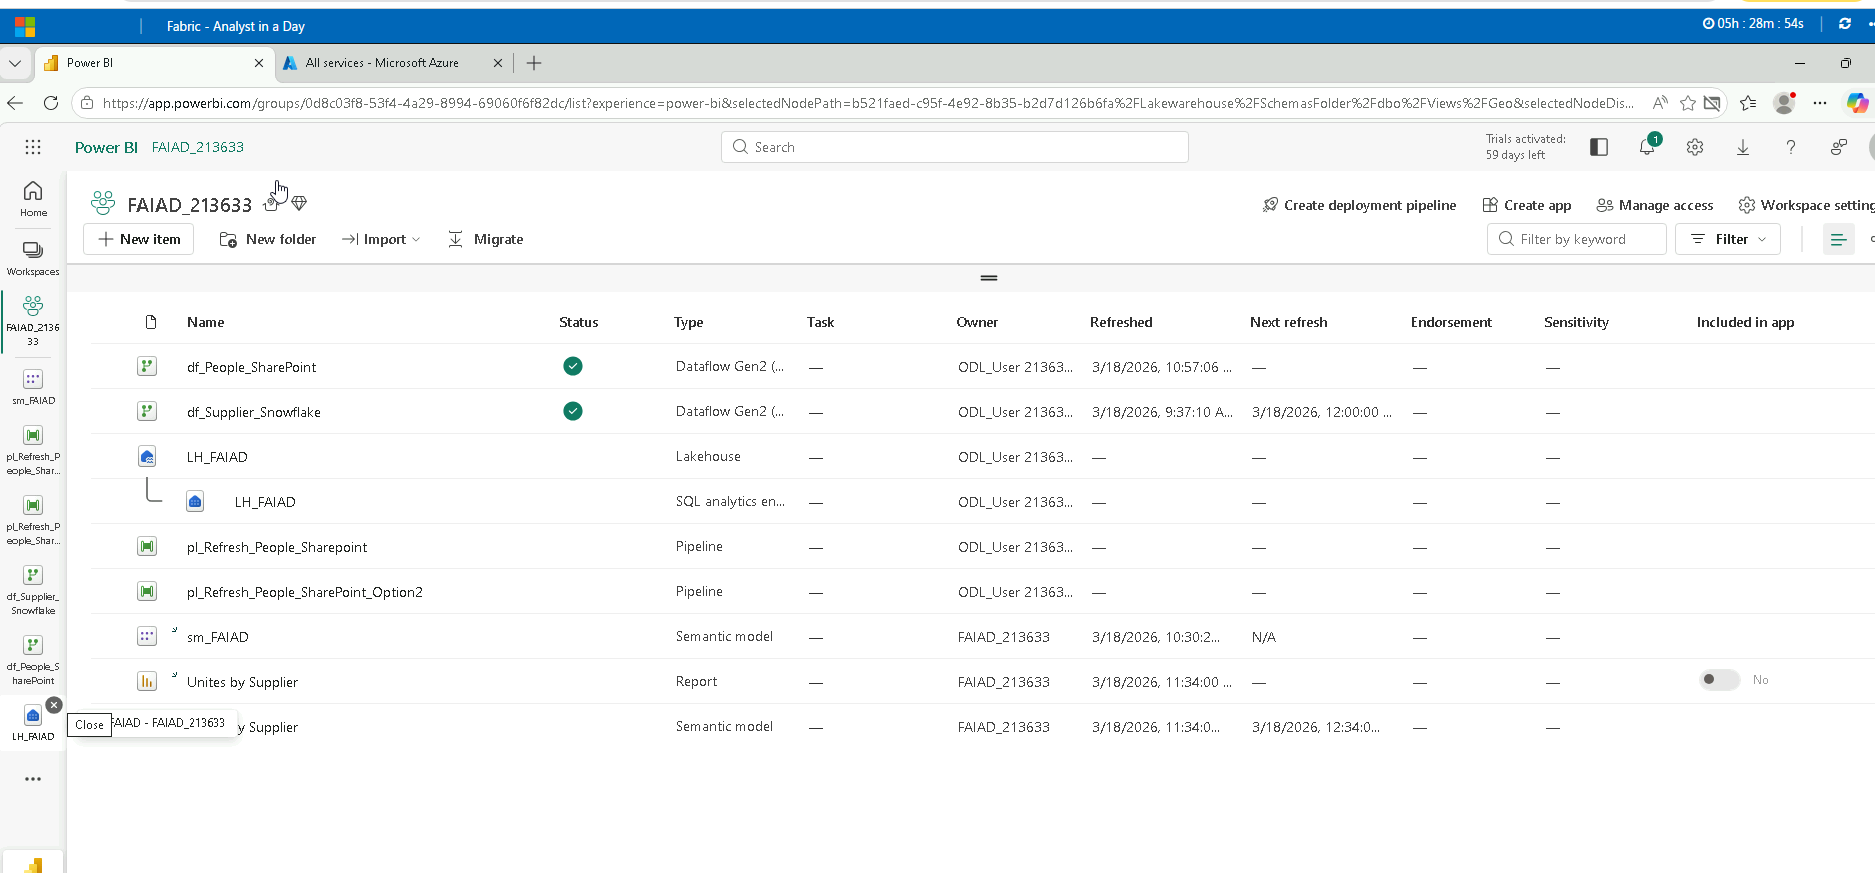 Fabric - Analyst in a Day
05h : 28m : 54s
Power BI
All services - Microsoft Azure
https://app.powerbi.com/groups/0d8c03f8-53f4-4a29-8994-69060f6f82dc/list?experience=power-bi&selectedNodePath=b521faed-c95f-4e92-8b35-b2d7d126b6fa%2FLakewarehouse%2FSchemasFolder%2Fdbo%2FViews%2FGeo&selectedNodeDis...
Power BI FAIAD_213633
Search
Trials activated:
59 days left
1
Home
Workspaces
FAIAD_2136
33
sm_FAIAD
pl_Refresh_P
eople_Shar...
pl_Refresh_P
eople_Shar...
df_Supplier_
Snowflake
df_People_S
harePoint
LH_FAIAD
FAIAD_213633
Create deployment pipeline
Create app
Manage access
Workspace setting
New item
New folder
Import
Migrate
Filter by keyword
Filter
Name Status Type Task Owner Refreshed Next refresh Endorsement Sensitivity Included in app
df_People_SharePoint Dataflow Gen2 (... — ODL_User 21363... 3/18/2026, 10:57:06 ... — — —
df_Supplier_Snowflake Dataflow Gen2 (... — ODL_User 21363... 3/18/2026, 9:37:10 A... 3/18/2026, 12:00:00 ... — —
LH_FAIAD Lakehouse — ODL_User 21363... — — — —
LH_FAIAD SQL analytics en... — ODL_User 21363... — — — —
pl_Refresh_People_Sharepoint Pipeline — ODL_User 21363... — — — —
pl_Refresh_People_SharePoint_Option2 Pipeline — ODL_User 21363... — — — —
sm_FAIAD Semantic model — FAIAD_213633 3/18/2026, 10:30:2... N/A — —
Unites by Supplier Report — FAIAD_213633 3/18/2026, 11:34:00 ... — — — No
Close FAIAD - FAIAD_213633
y Supplier Semantic model — FAIAD_213633 3/18/2026, 11:34:0... 3/18/2026, 12:34:0... — —